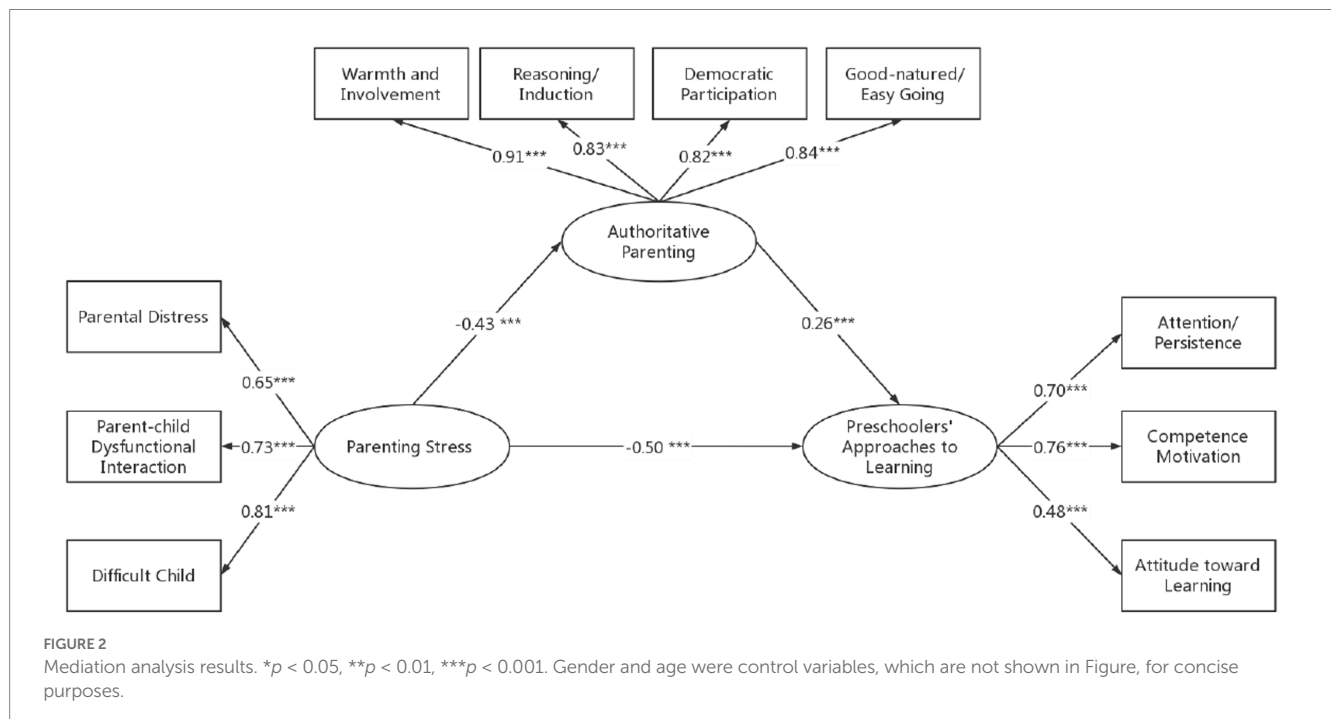 Warmth and
Involvement
Reasoning/
Induction
Democratic
Participation
Good-natured/
Easy Going
0.91***
0.83***
0.82***
0.84***
Authoritative
Parenting
Parental Distress
-0.43 ***
0.26***
Attention/
Persistence
0.65***
0.70***
Parent-child
Dysfunctional
Interaction
0.73***
Parenting Stress
-0.50 ***
Preschoolers'
Approaches to
Learning
0.76***
Competence
Motivation
0.81***
0.48***
Difficult Child
Attitude toward
Learning
FIGURE 2
Mediation analysis results. *p < 0.05, **p < 0.01, ***p < 0.001. Gender and age were control variables, which are not shown in Figure, for concise
purposes.